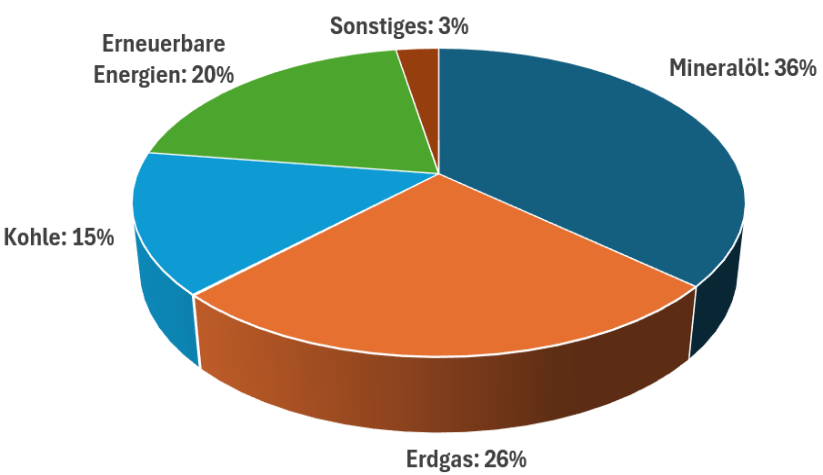 Sonstiges: 3%
Erneuerbare
Energien: 20%
Mineralöl: 36%
Kohle: 15%
Erdgas: 26%